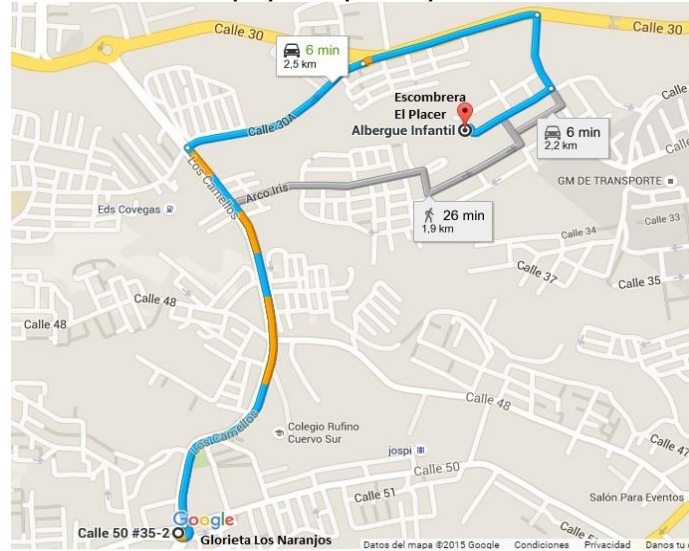 Calle 30
Calle 30
6 min
2,5 km
Escombrera
El Placer
Albergue Infantil
6 min
2,2 km
Calle 30A
Los Camellos
Arco Iris
GM DE TRANSPORTE
Eds Covegas
26 min
1,9 km
Calle 33
Calle 34
Calle 35
Calle 37
Calle 48
Calle 48
Calle 48
Los Camellos
Colegio Rufino
Cuervo Sur
Calle 47
jospi
Calle 50
Calle 51
Salón Para Eventos
Google
Calle 50 #35-2
Glorieta Los Naranjos
Datos del mapa ©2015 Google
Condiciones
Privacidad